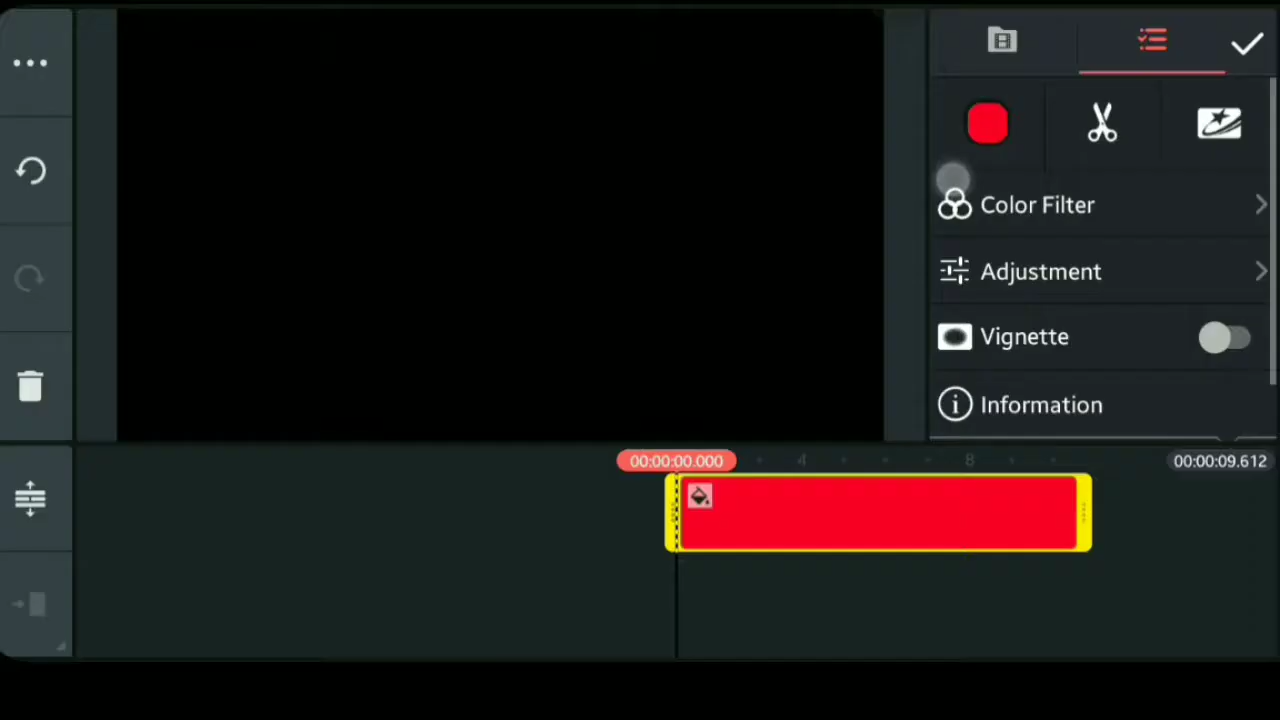 Color Filter
Adjustment
Vignette
Information
00:00:00.000
4
8
00:00:09.612